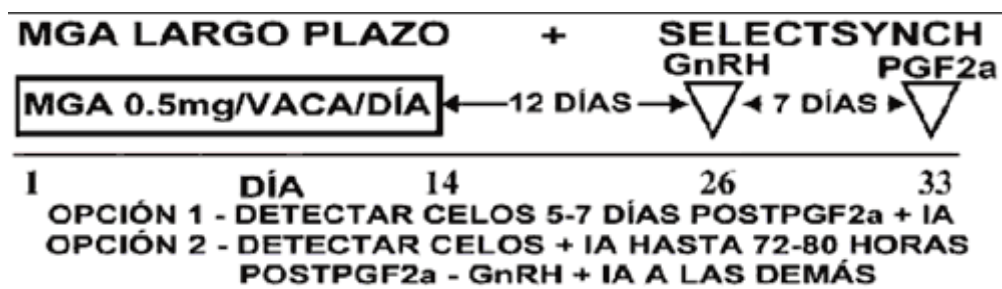 MGA LARGO PLAZO + SELECTSYNCH
GnRH PGF2a
MGA 0.5mg/VACA/DÍA 12 DÍAS 7 DÍAS
1 DÍA 14 26 33
OPCIÓN 1 - DETECTAR CELOS 5-7 DÍAS POSTPGF2a + IA
OPCIÓN 2 - DETECTAR CELOS + IA HASTA 72-80 HORAS
POSTPGF2a - GnRH + IA A LAS DEMÁS